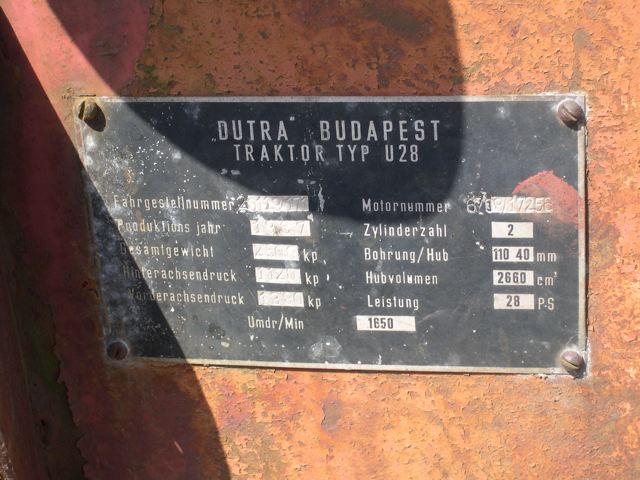 „DUTRA" BUDAPEST
TRAKTOR TYP U28
Fahrgestellnummer
Motornummer
Produktions jahr
Zylinderzahl 2
Gesamtgewicht kp
Bohrung/Hub 110 40 mm
Hinterachsendruck 1120 kp
Hubvolumen 2660 cm³
Vorderachsendruck kp
Leistung 28 P·S
Umdr/Min 1650